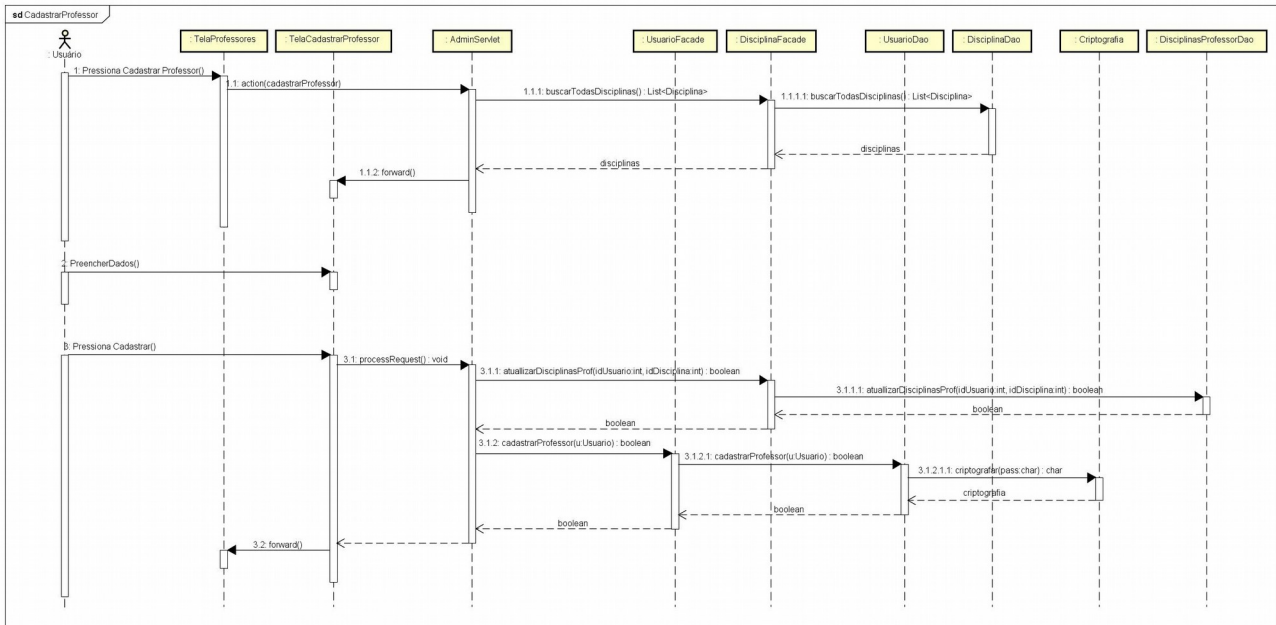 sd CadastrarProfessor
: Usuário
: TelaProfessores
: TelaCadastrarProfessor
: AdminServlet
: UsuarioFacade
: DisciplinaFacade
: UsuarioDao
: DisciplinaDao
: Criptografia
: DisciplinasProfessorDao
1: Pressiona Cadastrar Professor()
1.1: action(cadastrarProfessor)
1.1.1: buscarTodasDisciplinas() : List<Disciplina>
1.1.1.1: buscarTodasDisciplinas() : List<Disciplina>
disciplinas
disciplinas
1.1.2: forward()
2: PreencherDados()
3: Pressiona Cadastrar()
3.1: processRequest() : void
3.1.1: atuallizarDisciplinasProf(idUsuario:int, idDisciplina:int) : boolean
3.1.1.1: atuallizarDisciplinasProf(idUsuario:int, idDisciplina:int) : boolean
boolean
boolean
3.1.2: cadastrarProfessor(u:Usuario) : boolean
3.1.2.1: cadastrarProfessor(u:Usuario) : boolean
3.1.2.1.1: criptografar(pass:char) : char
criptografia
boolean
boolean
3.2: forward()